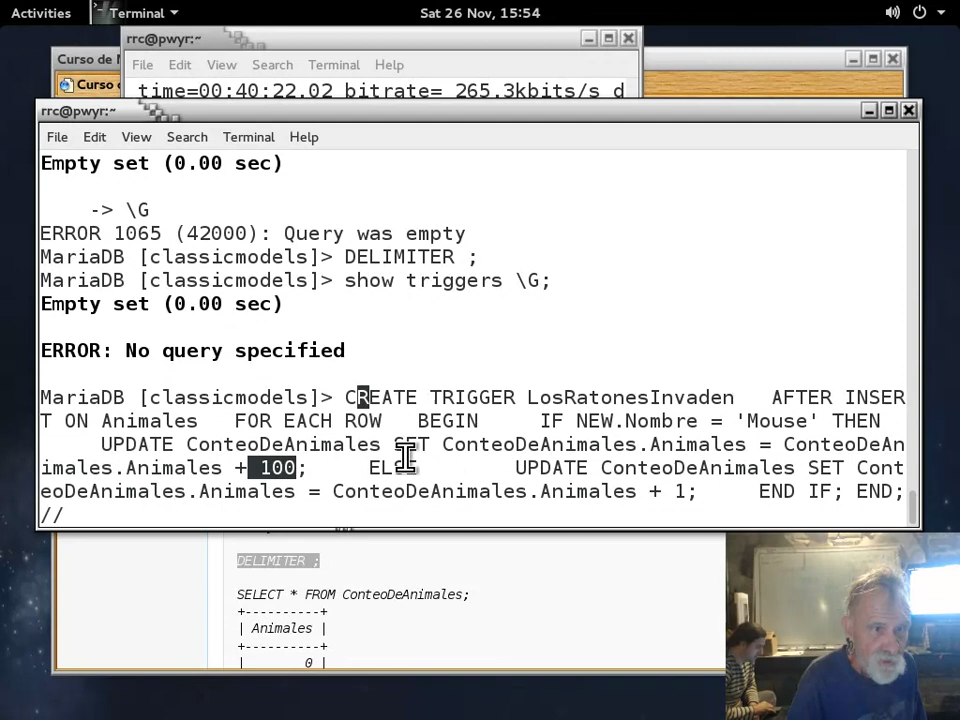 Activities Terminal Sat 26 Nov, 15:54
rrc@pwyr:~
Curso de
File Edit View Search Terminal Help
Curso
time=00:40:22.02 bitrate= 265.3kbits/s d
rrc@pwyr:~
File Edit View Search Terminal Help
Empty set (0.00 sec)
-> \G
ERROR 1065 (42000): Query was empty
MariaDB [classicmodels]> DELIMITER ;
MariaDB [classicmodels]> show triggers \G;
Empty set (0.00 sec)
ERROR: No query specified
MariaDB [classicmodels]> CREATE TRIGGER LosRatonesInvaden AFTER INSER
T ON Animales FOR EACH ROW BEGIN IF NEW.Nombre = 'Mouse' THEN
UPDATE ConteoDeAnimales SET ConteoDeAnimales.Animales = ConteoDeAn
imales.Animales + 100; ELSE UPDATE ConteoDeAnimales SET Cont
eoDeAnimales.Animales = ConteoDeAnimales.Animales + 1; END IF; END;
//
DELIMITER ;
SELECT * FROM ConteoDeAnimales;
+----------+
| Animales |
+----------+
| 0 |